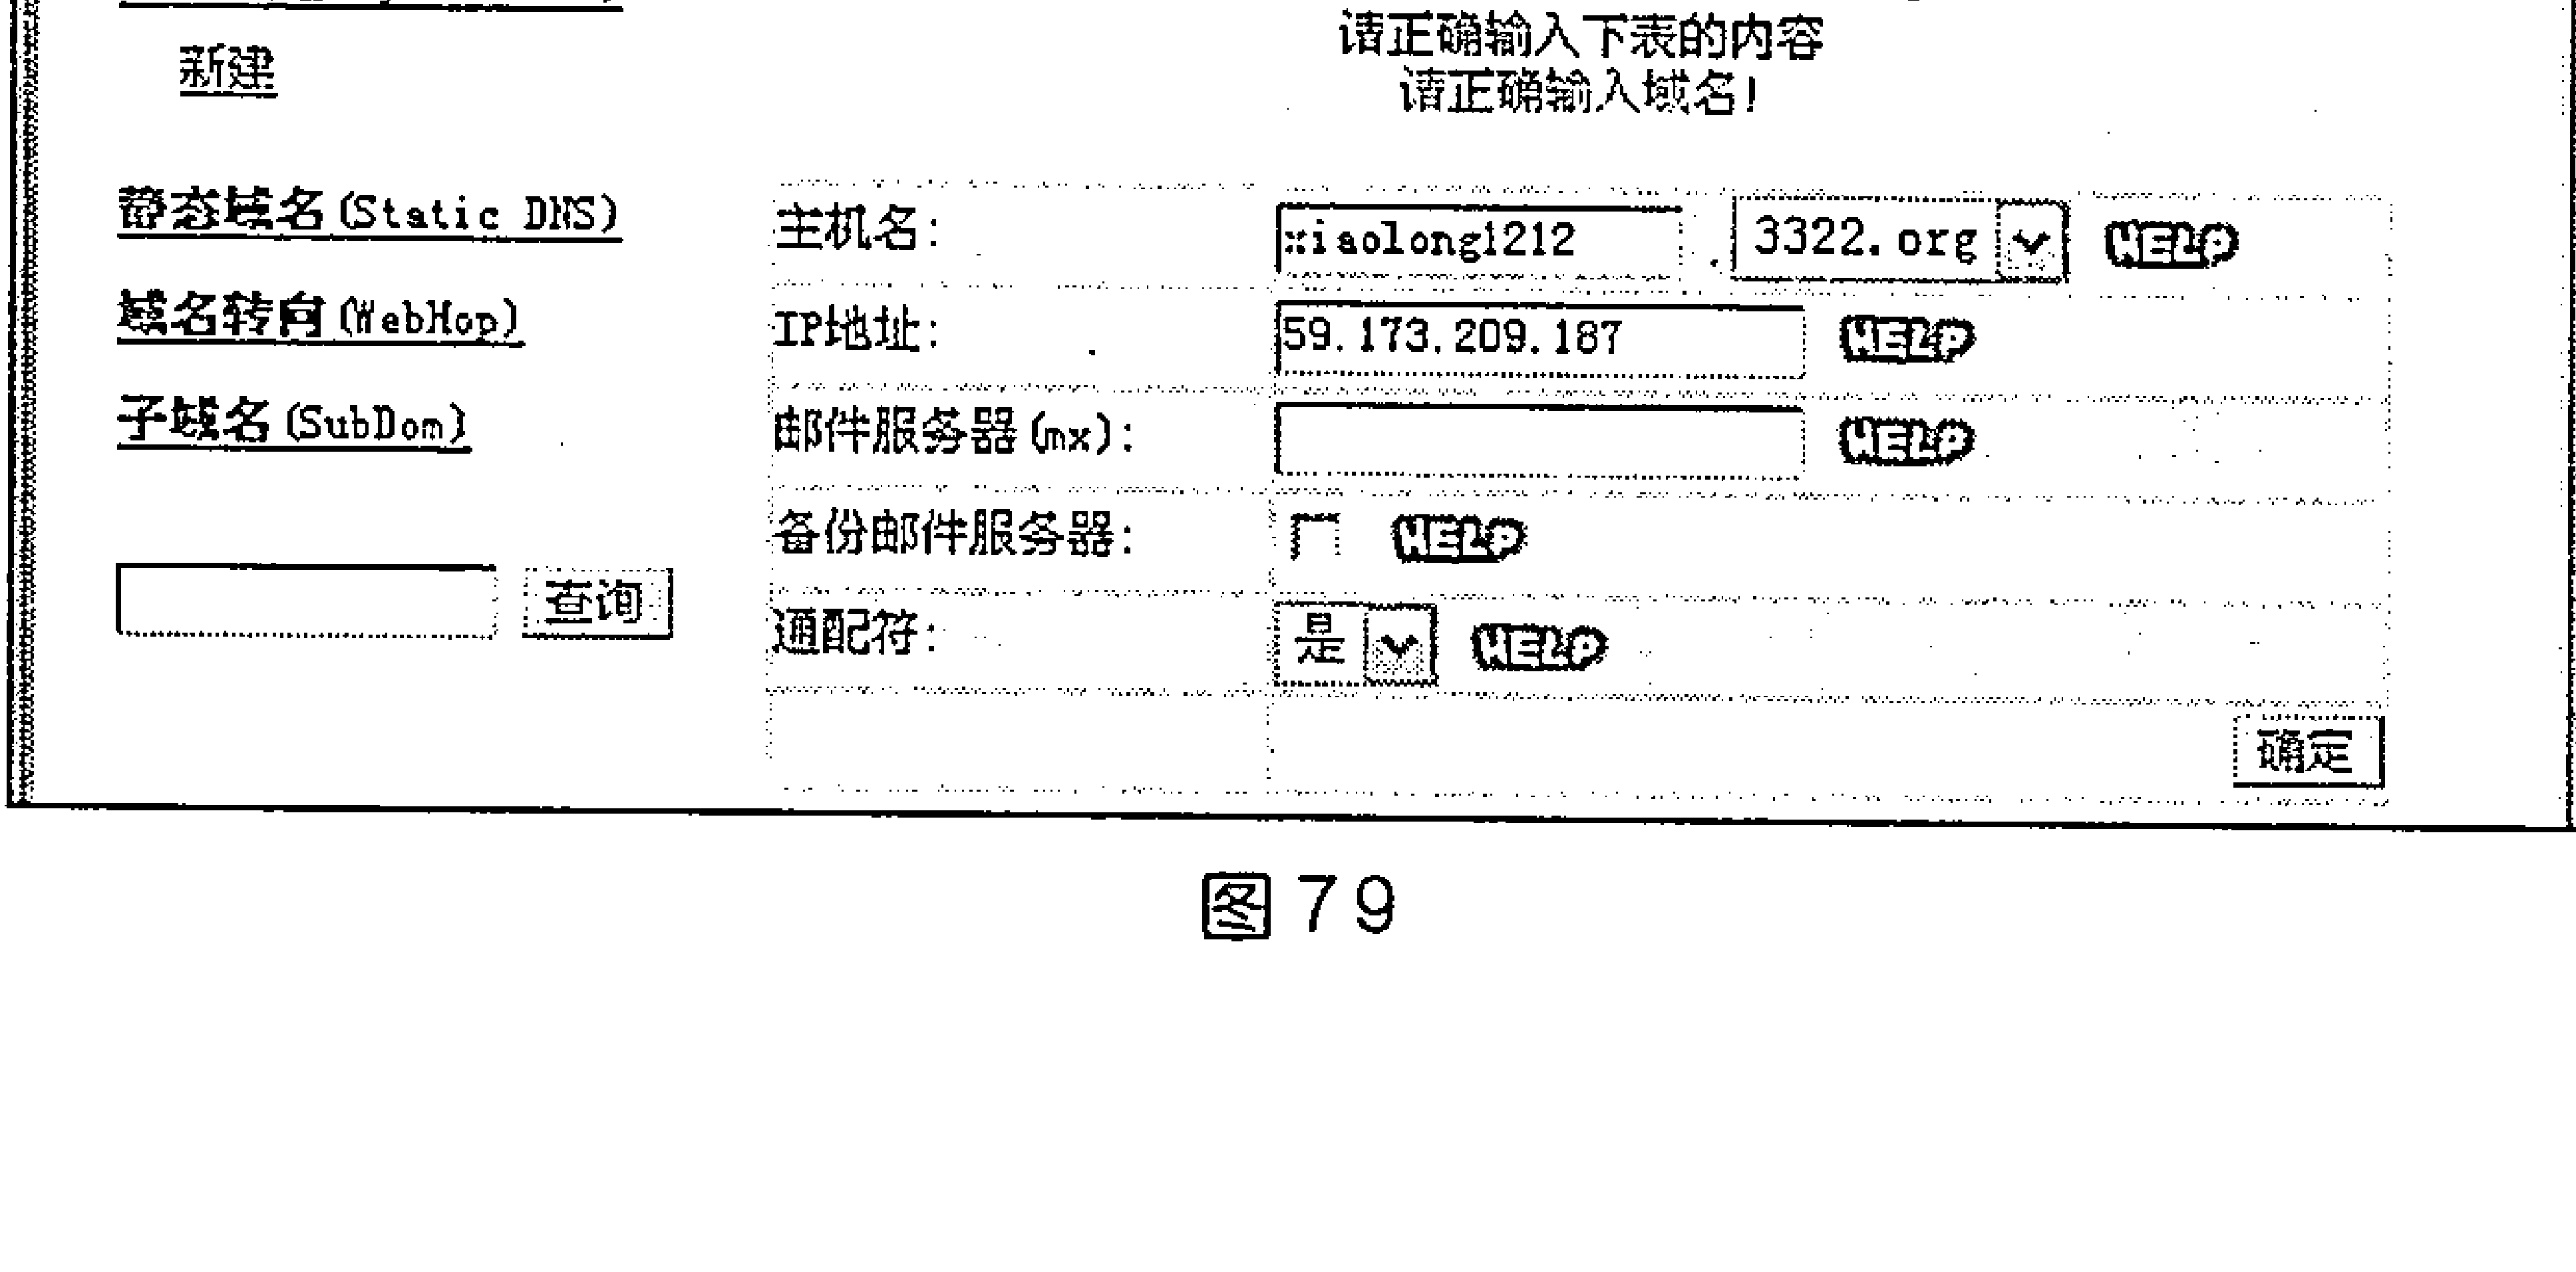 新建
静态域名(Static DNS)
域名转向(WebHop)
子域名(SubDom)
查询
请正确输入下表的内容
请正确输入域名!
主机名: xiaolong1212 . 3322.org HELP
IP地址: 59.173.209.187 HELP
邮件服务器(mx): HELP
备份邮件服务器: HELP
通配符: 是 HELP
确定
图 79